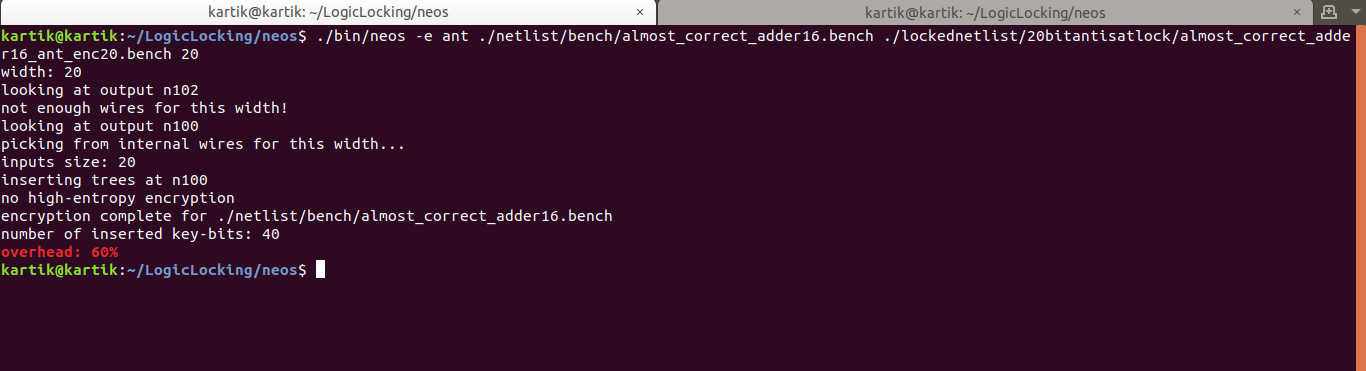 kartik@kartik: ~/LogicLocking/neos × kartik@kartik: ~/LogicLocking/neos ×
kartik@kartik:~/LogicLocking/neos$ ./bin/neos -e ant ./netlist/bench/almost_correct_adder16.bench ./lockednetlist/20bitantisatlock/almost_correct_adde
r16_ant_enc20.bench 20
width: 20
looking at output n102
not enough wires for this width!
looking at output n100
picking from internal wires for this width...
inputs size: 20
inserting trees at n100
no high-entropy encryption
encryption complete for ./netlist/bench/almost_correct_adder16.bench
number of inserted key-bits: 40
overhead: 60%
kartik@kartik:~/LogicLocking/neos$